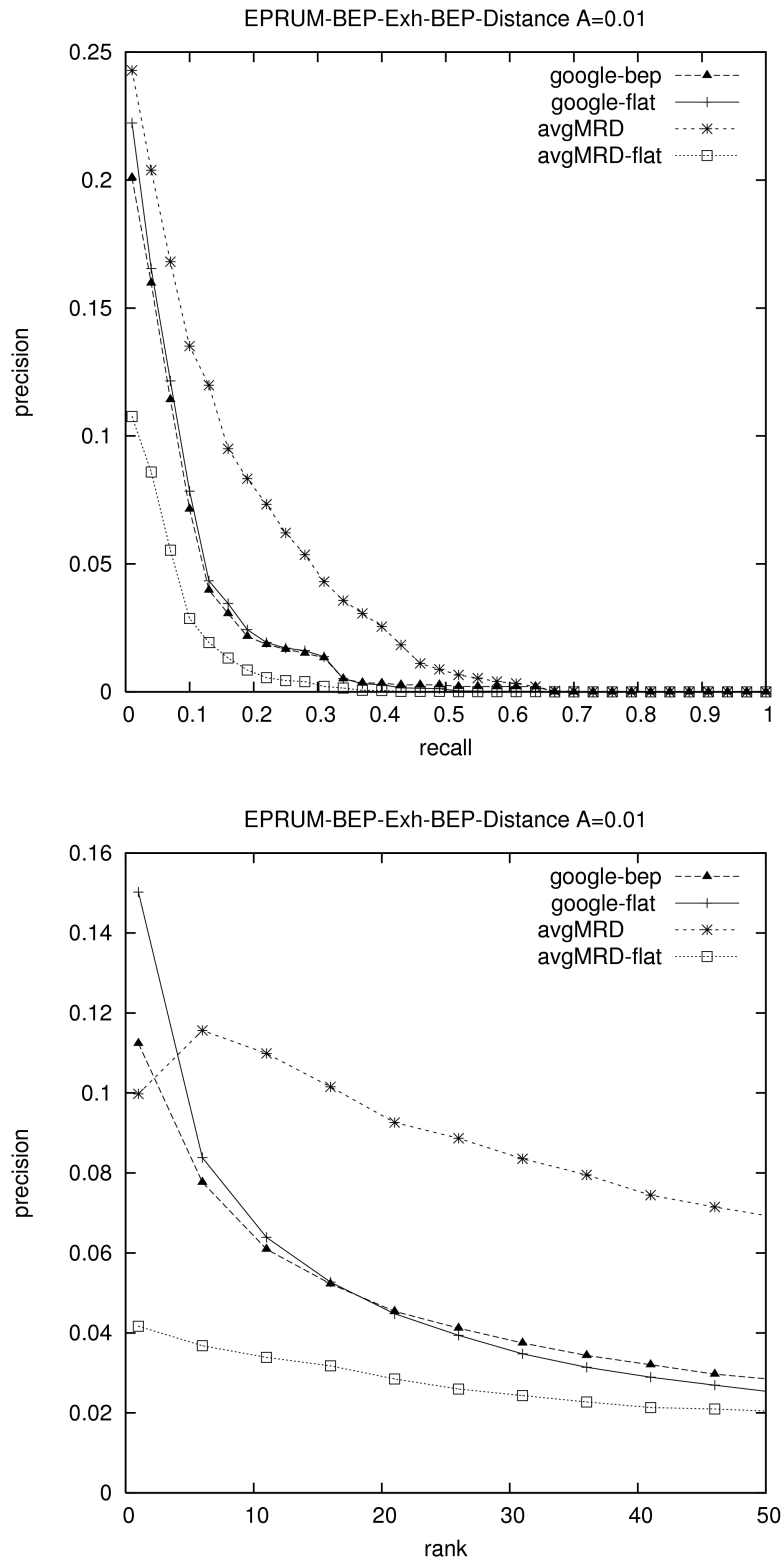 EPRUM-BEP-Exh-BEP-Distance A=0.01
0.25
0.2
0.15
0.1
0.05
0
precision
google-bep
google-flat
avgMRD
avgMRD-flat
0 0.1 0.2 0.3 0.4 0.5 0.6 0.7 0.8 0.9 1
recall
EPRUM-BEP-Exh-BEP-Distance A=0.01
0.16
0.14
0.12
0.1
0.08
0.06
0.04
0.02
0
precision
google-bep
google-flat
avgMRD
avgMRD-flat
0 10 20 30 40 50
rank